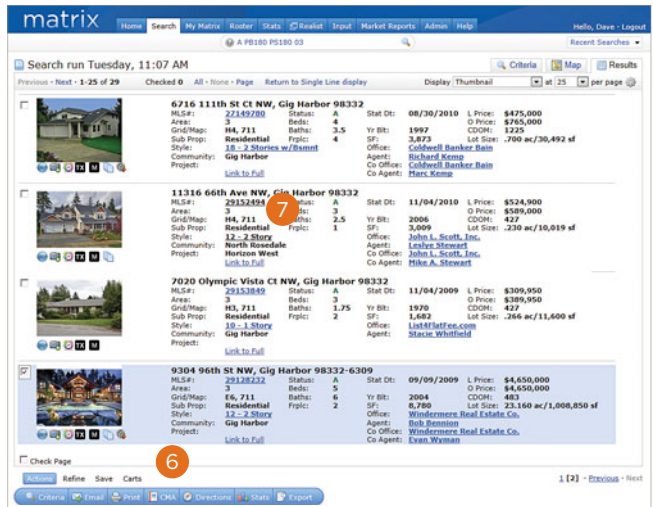 matrix Home Search My Matrix Roster Stats Realist Input Market Reports Admin Help Hello, Dave - Logout
A PB180 PS180 03 Recent Searches
Search run Tuesday, 11:07 AM Criteria Map Results
Previous - Next - 1-25 of 29 Checked 0 All - None - Page Return to Single Line display Display Thumbnail at 25 per page
6716 111th St Ct NW, Gig Harbor 98332
MLS#: 27149780 Status: A Stat Dt: 08/30/2010 L Price: $475,000
Area: 3 Beds: 4 O Price: $765,000
Grid/Map: H4, 711 Baths: 3.5 Yr Blt: 1997 CDOM: 1225
Sub Prop: Residential Frplc: 4 SF: 3,873 Lot Size: .700 ac/30,492 sf
Style: 18 - 2 Stories w/Bsmnt Office: Coldwell Banker Bain
Community: Gig Harbor Agent: Richard Kemp
Project: Co Office: Coldwell Banker Bain
Link to Full Co Agent: Marc Kemp
TX M
11316 66th Ave NW, Gig Harbor 98332
MLS#: 29152494 Status: A Stat Dt: 11/04/2010 L Price: $524,900
Area: 3 3 O Price: $589,000
Grid/Map: H4, 711 Baths: 2.5 Yr Blt: 2006 CDOM: 427
Sub Prop: Residential Frplc: 1 SF: 3,009 Lot Size: .230 ac/10,019 sf
Style: 12 - 2 Story Office: John L. Scott, Inc.
Community: North Rosedale Agent: Leslye Stewart
Project: Horizon West Co Office: John L. Scott, Inc.
Link to Full Co Agent: Mike A. Stewart
TX M
7
7020 Olympic Vista Ct NW, Gig Harbor 98332
MLS#: 29153849 Status: A Stat Dt: 11/04/2009 L Price: $309,950
Area: 3 Beds: 3 O Price: $389,950
Grid/Map: H3, 711 Baths: 1.75 Yr Blt: 1970 CDOM: 427
Sub Prop: Residential Frplc: 2 SF: 1,682 Lot Size: .266 ac/11,600 sf
Style: 10 - 1 Story Office: List4FlatFee.com
Community: Gig Harbor Agent: Stacie Whitfield
Project:
Link to Full
TX M
9304 96th St NW, Gig Harbor 98332-6309
MLS#: 29128232 Status: A Stat Dt: 09/09/2009 L Price: $4,650,000
Area: 3 Beds: 5 O Price: $4,650,000
Grid/Map: E6, 711 Baths: 6 Yr Blt: 2004 CDOM: 483
Sub Prop: Residential Frplc: 2 SF: 8,780 Lot Size: 23.160 ac/1,008,850 sf
Style: 12 - 2 Story Office: Windermere Real Estate Co.
Community: Gig Harbor Agent: Bob Bennion
Project: Co Office: Windermere Real Estate Co.
Link to Full Co Agent: Evan Wyman
TX M
Check Page
6
Actions Refine Save Carts 1 [2] - Previous - Next
Criteria Email Print CMA Directions Stats Export